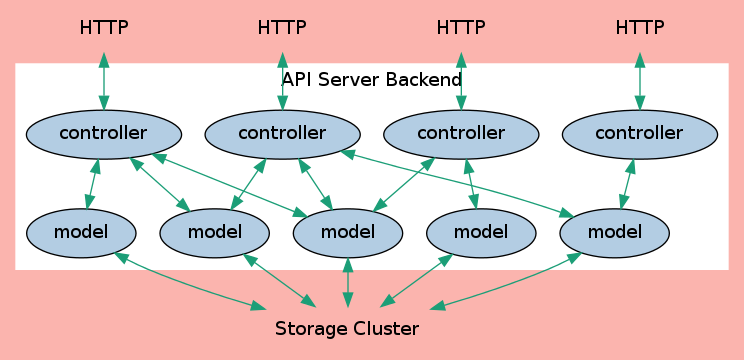 HTTP HTTP HTTP HTTP
API Server Backend
controller controller controller controller
model model model model model
Storage Cluster